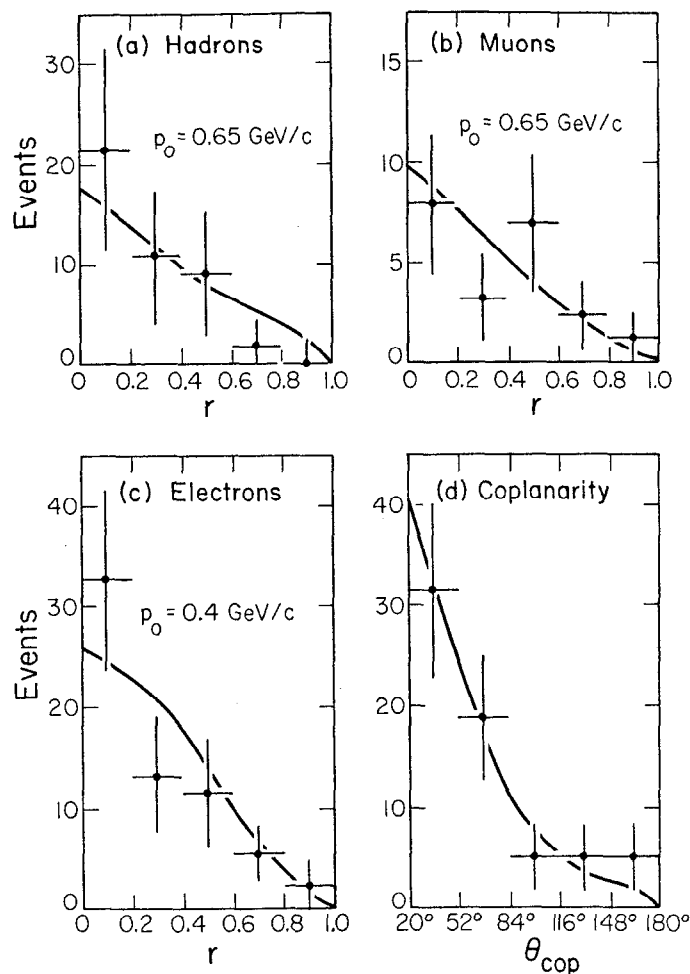 (a) Hadrons
p₀ = 0.65 GeV/c
Events
30
20
10
0
0 0.2 0.4 0.6 0.8 1.0
r
(b) Muons
p₀ = 0.65 GeV/c
15
10
5
0
0 0.2 0.4 0.6 0.8 1.0
r
(c) Electrons
p₀ = 0.4 GeV/c
Events
40
30
20
10
0
0 0.2 0.4 0.6 0.8 1.0
r
(d) Coplanarity
40
30
20
10
0
20° 52° 84° 116° 148° 180°
θcop